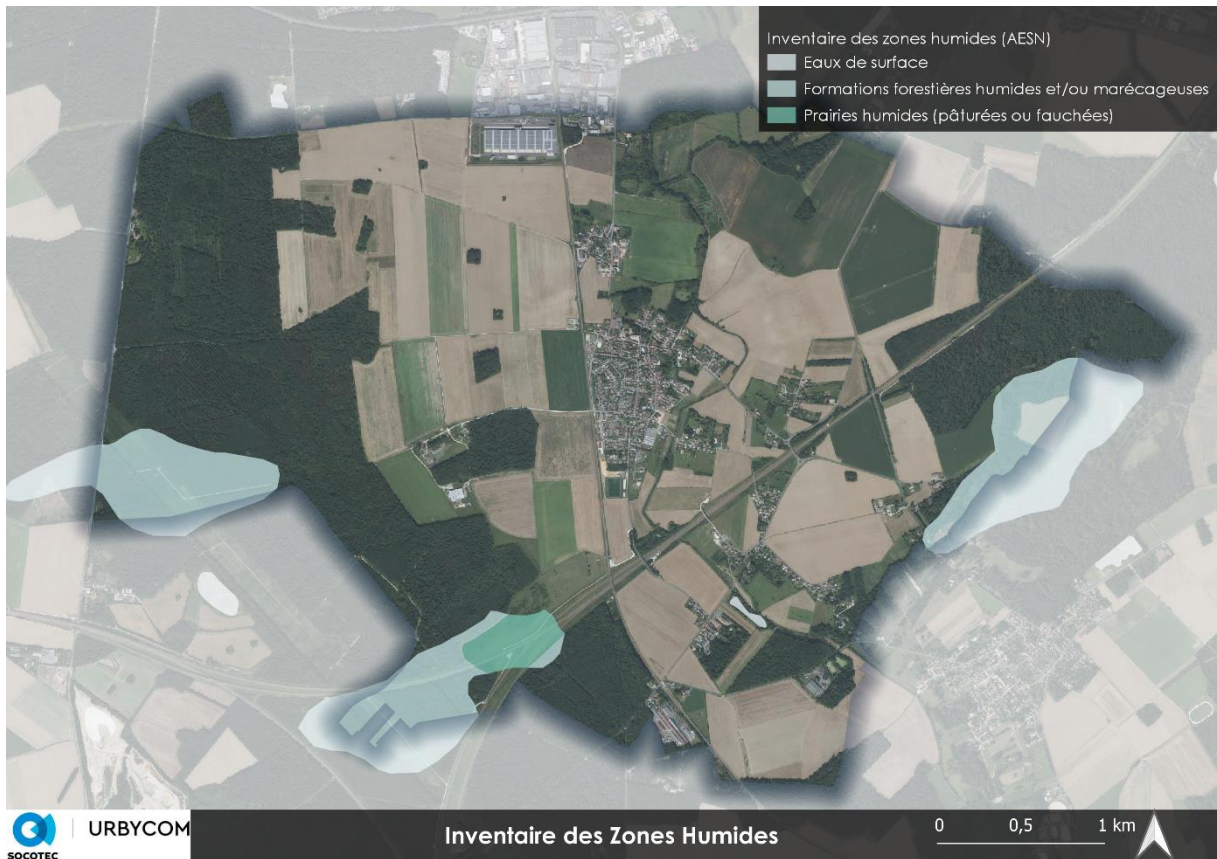 Inventaire des zones humides (AESN)
Eaux de surface
Formations forestières humides et/ou marécageuses
Prairies humides (pâturées ou fauchées)
SOCOTEC
URBYCOM
Inventaire des Zones Humides
0 0,5 1 km